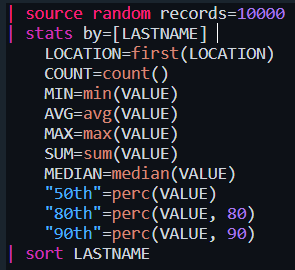 | source random records=10000
| stats by=[LASTNAME]
LOCATION=first(LOCATION)
COUNT=count()
MIN=min(VALUE)
AVG=avg(VALUE)
MAX=max(VALUE)
SUM=sum(VALUE)
MEDIAN=median(VALUE)
"50th"=perc(VALUE)
"80th"=perc(VALUE, 80)
"90th"=perc(VALUE, 90)
| sort LASTNAME